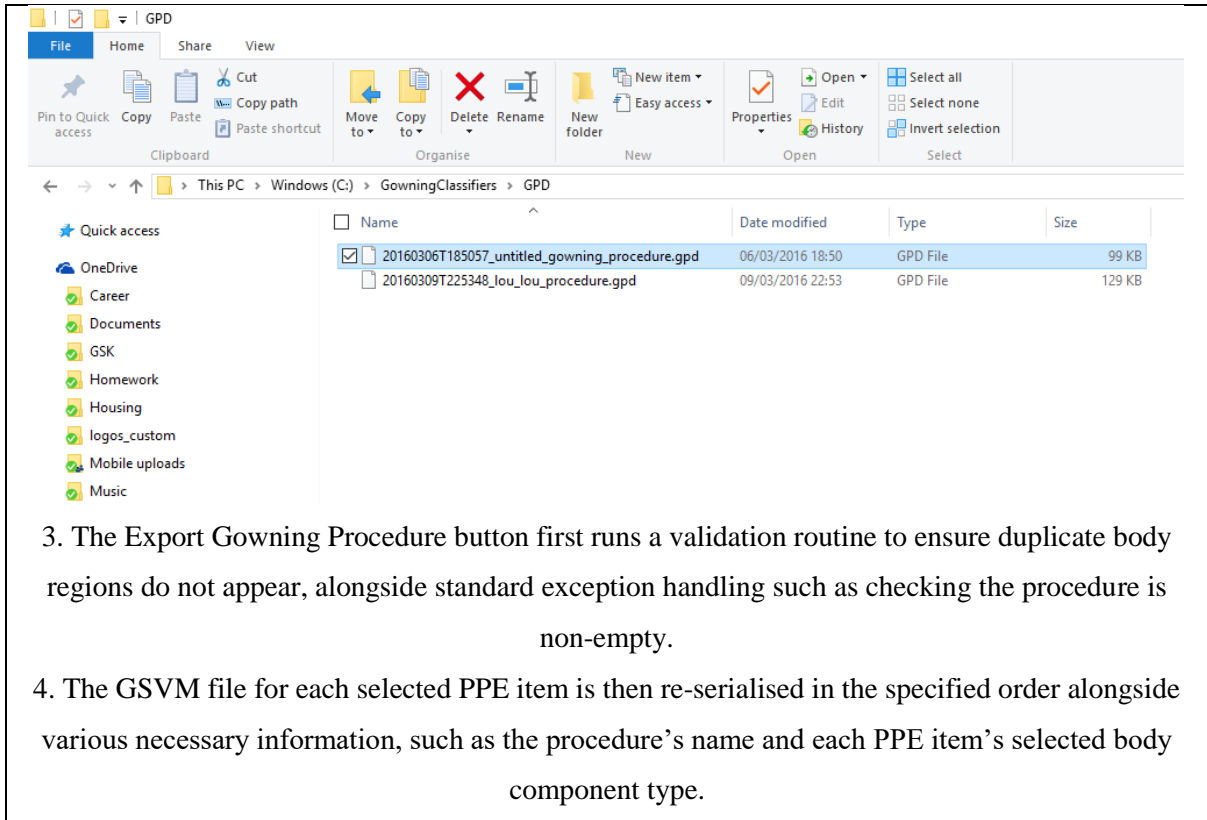 GPD
File Home Share View
Pin to Quick access Copy Paste Cut Copy path Paste shortcut
Move to Copy to Delete Rename
New folder New item Easy access
Properties Open Edit History
Select all Select none Invert selection
Clipboard Organise New Open Select
This PC > Windows (C:) > GowningClassifiers > GPD
Name Date modified Type Size
20160306T185057_untitled_gowning_procedure.gpd 06/03/2016 18:50 GPD File 99 KB
20160309T225348_lou_lou_procedure.gpd 09/03/2016 22:53 GPD File 129 KB
Quick access
OneDrive
Career
Documents
GSK
Homework
Housing
logos_custom
Mobile uploads
Music
3. The Export Gowning Procedure button first runs a validation routine to ensure duplicate body
regions do not appear, alongside standard exception handling such as checking the procedure is
non-empty.
4. The GSVM file for each selected PPE item is then re-serialised in the specified order alongside
various necessary information, such as the procedure’s name and each PPE item’s selected body
component type.